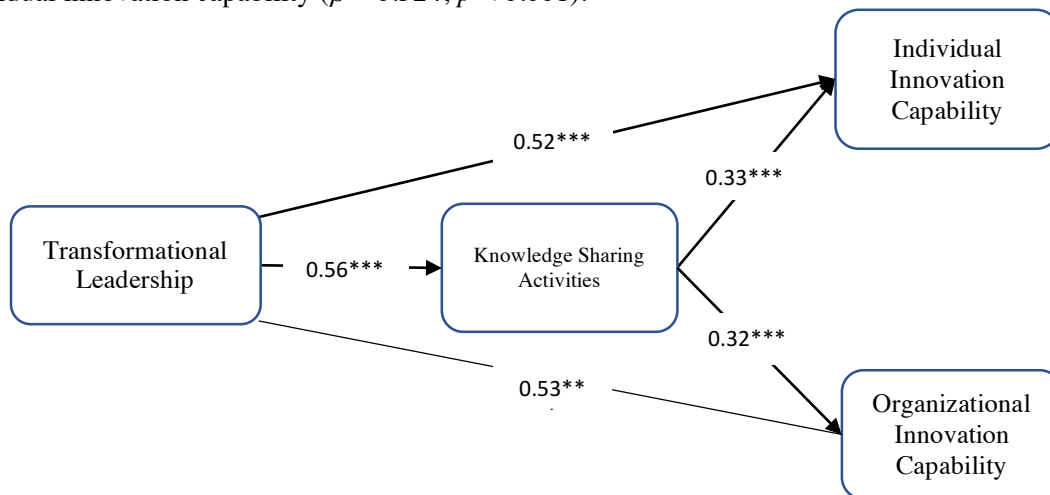 Individual
Innovation
Capability
0.52***
0.33***
Transformational
Leadership
0.56***
Knowledge Sharing
Activities
0.32***
0.53**
Organizational
Innovation
Capability